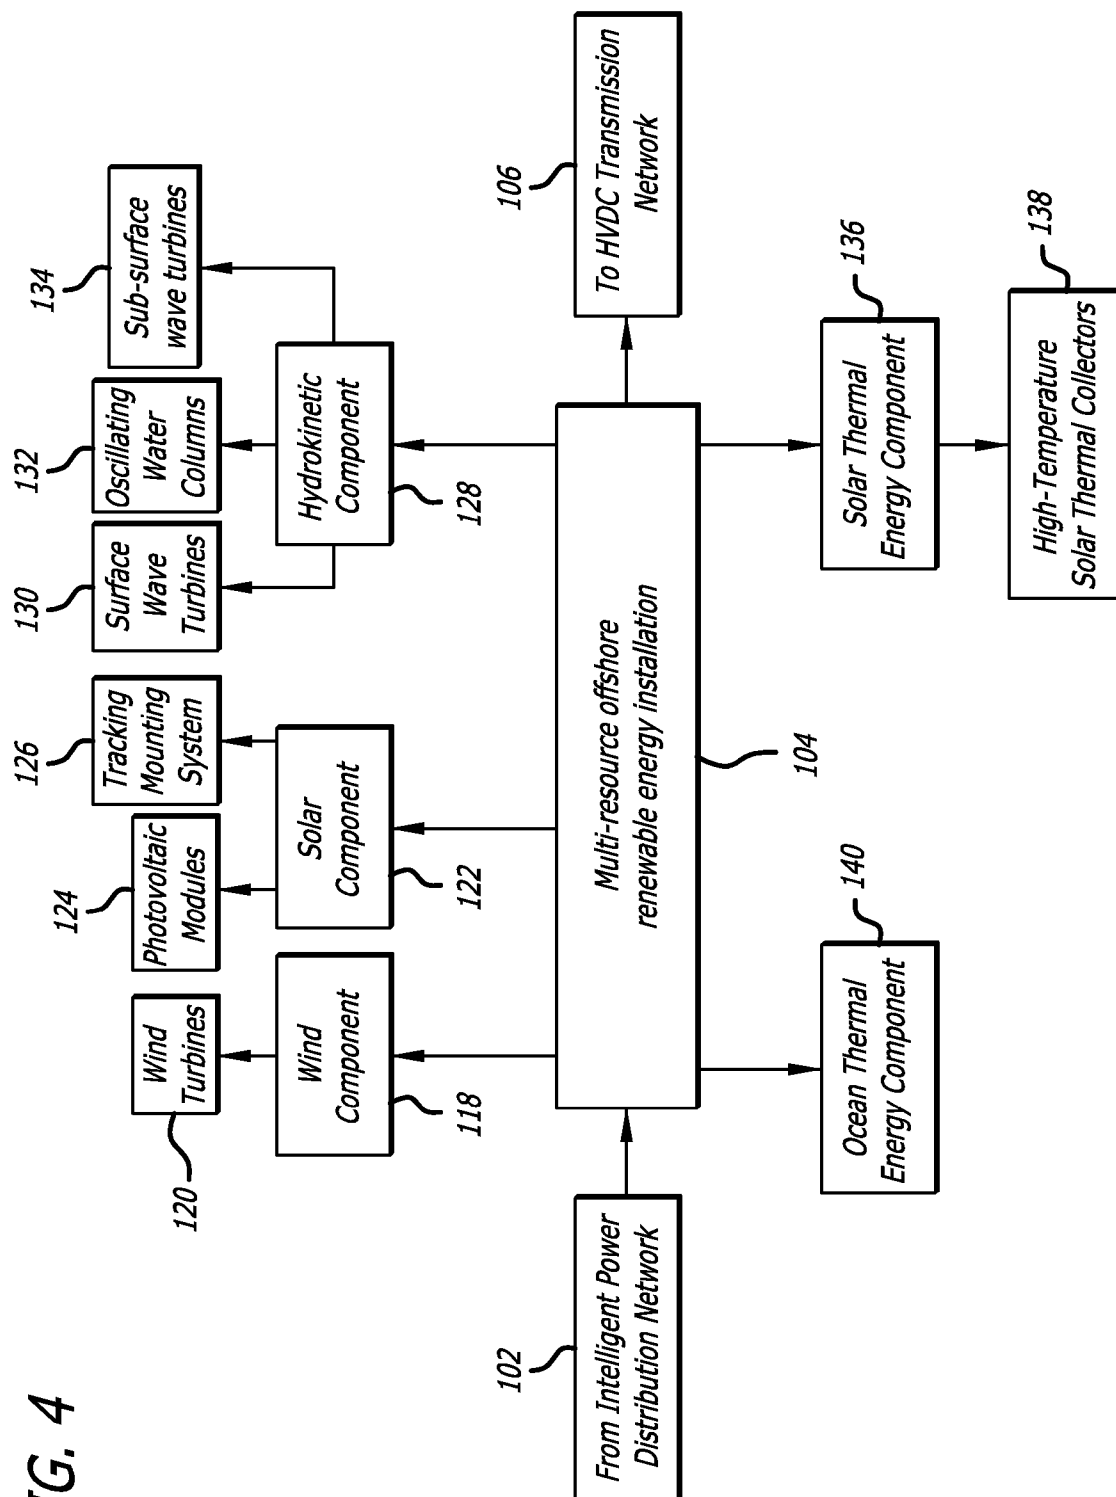 134
Sub-surface
wave turbines
132
Oscillating
Water
Columns
130
Surface
Wave
Turbines
126
Tracking
Mounting
System
124
Photovoltaic
Modules
120
Wind
Turbines
Hydrokinetic
Component
128
Solar
Component
122
Wind
Component
118
102
From Intelligent Power
Distribution Network
Multi-resource offshore
renewable energy installation
104
106
To HVDC Transmission
Network
Ocean Thermal
Energy Component
140
Solar Thermal
Energy Component
136
High-Temperature
Solar Thermal Collectors
138
IG. 4